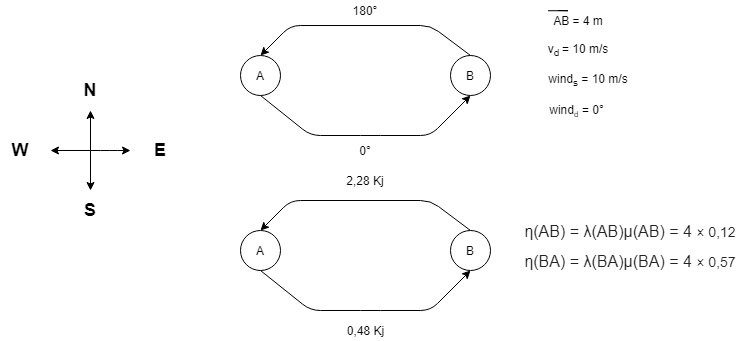 N
W E
S
180°
A B
0°
AB = 4 m
v_d = 10 m/s
wind_s = 10 m/s
wind_d = 0°
2,28 Kj
A B
0,48 Kj
η(AB) = λ(AB)μ(AB) = 4 × 0,12
η(BA) = λ(BA)μ(BA) = 4 × 0,57